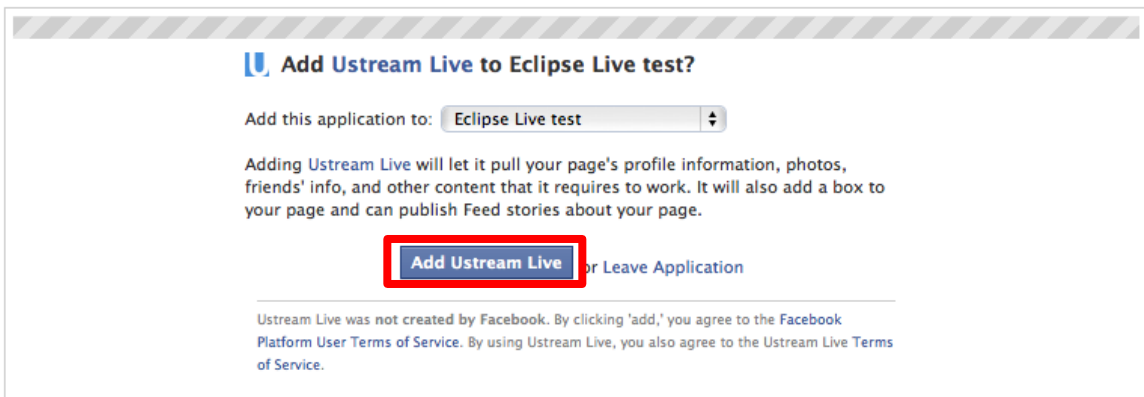 Add Ustream Live to Eclipse Live test?
Add this application to: Eclipse Live test
Adding Ustream Live will let it pull your page's profile information, photos,
friends' info, and other content that it requires to work. It will also add a box to
your page and can publish Feed stories about your page.
Add Ustream Live or Leave Application
Ustream Live was not created by Facebook. By clicking 'add,' you agree to the Facebook
Platform User Terms of Service. By using Ustream Live, you also agree to the Ustream Live Terms
of Service.